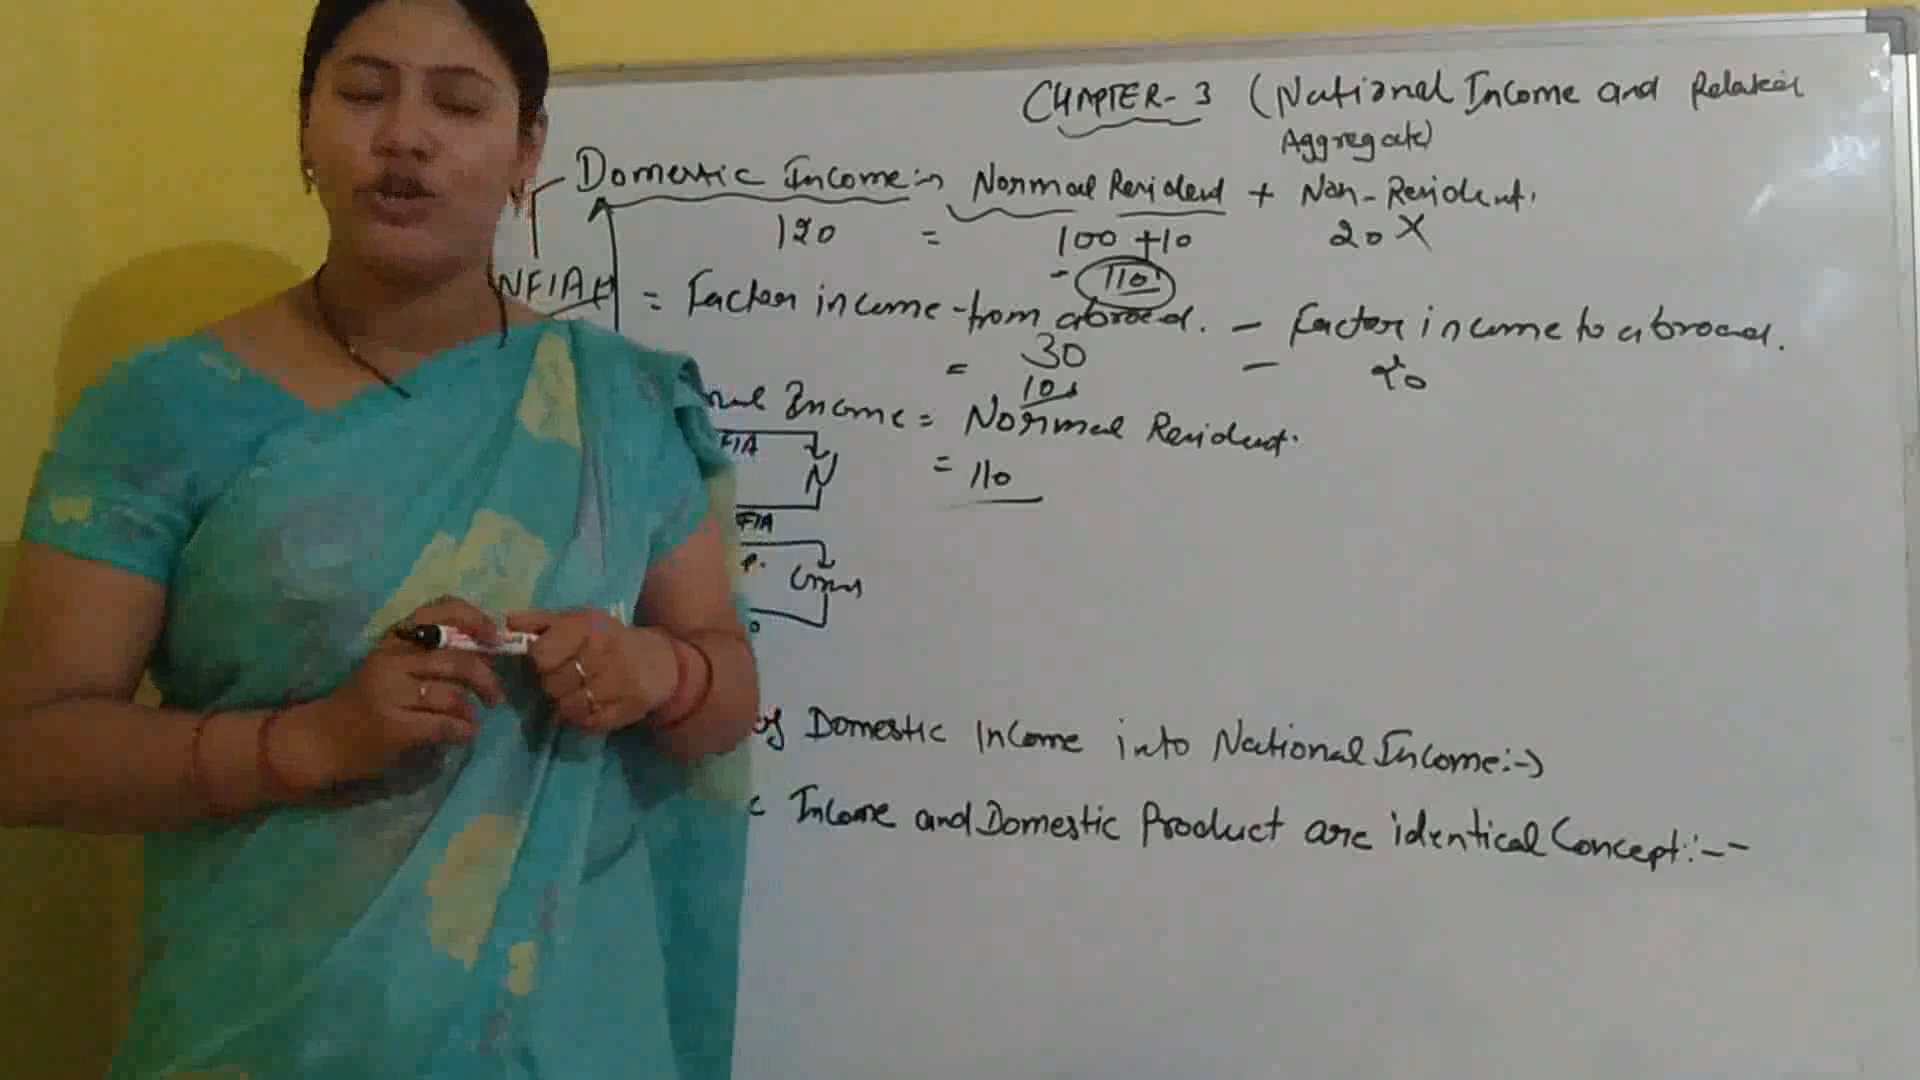 CHAPTER-3 (National Income and Related
Aggregate)
Domestic Income:→ Normal Resident + Non-Resident.
120 = 100 +10 20 X
- 110
NFIA = Factor income from abroad. - Factor income to abroad.
= 30 - 20
10
Income = Normal Resident.
FIA
N = 110
FIA
P.
of Domestic Income into National Income:→
c Income and Domestic Product are identical Concept:--